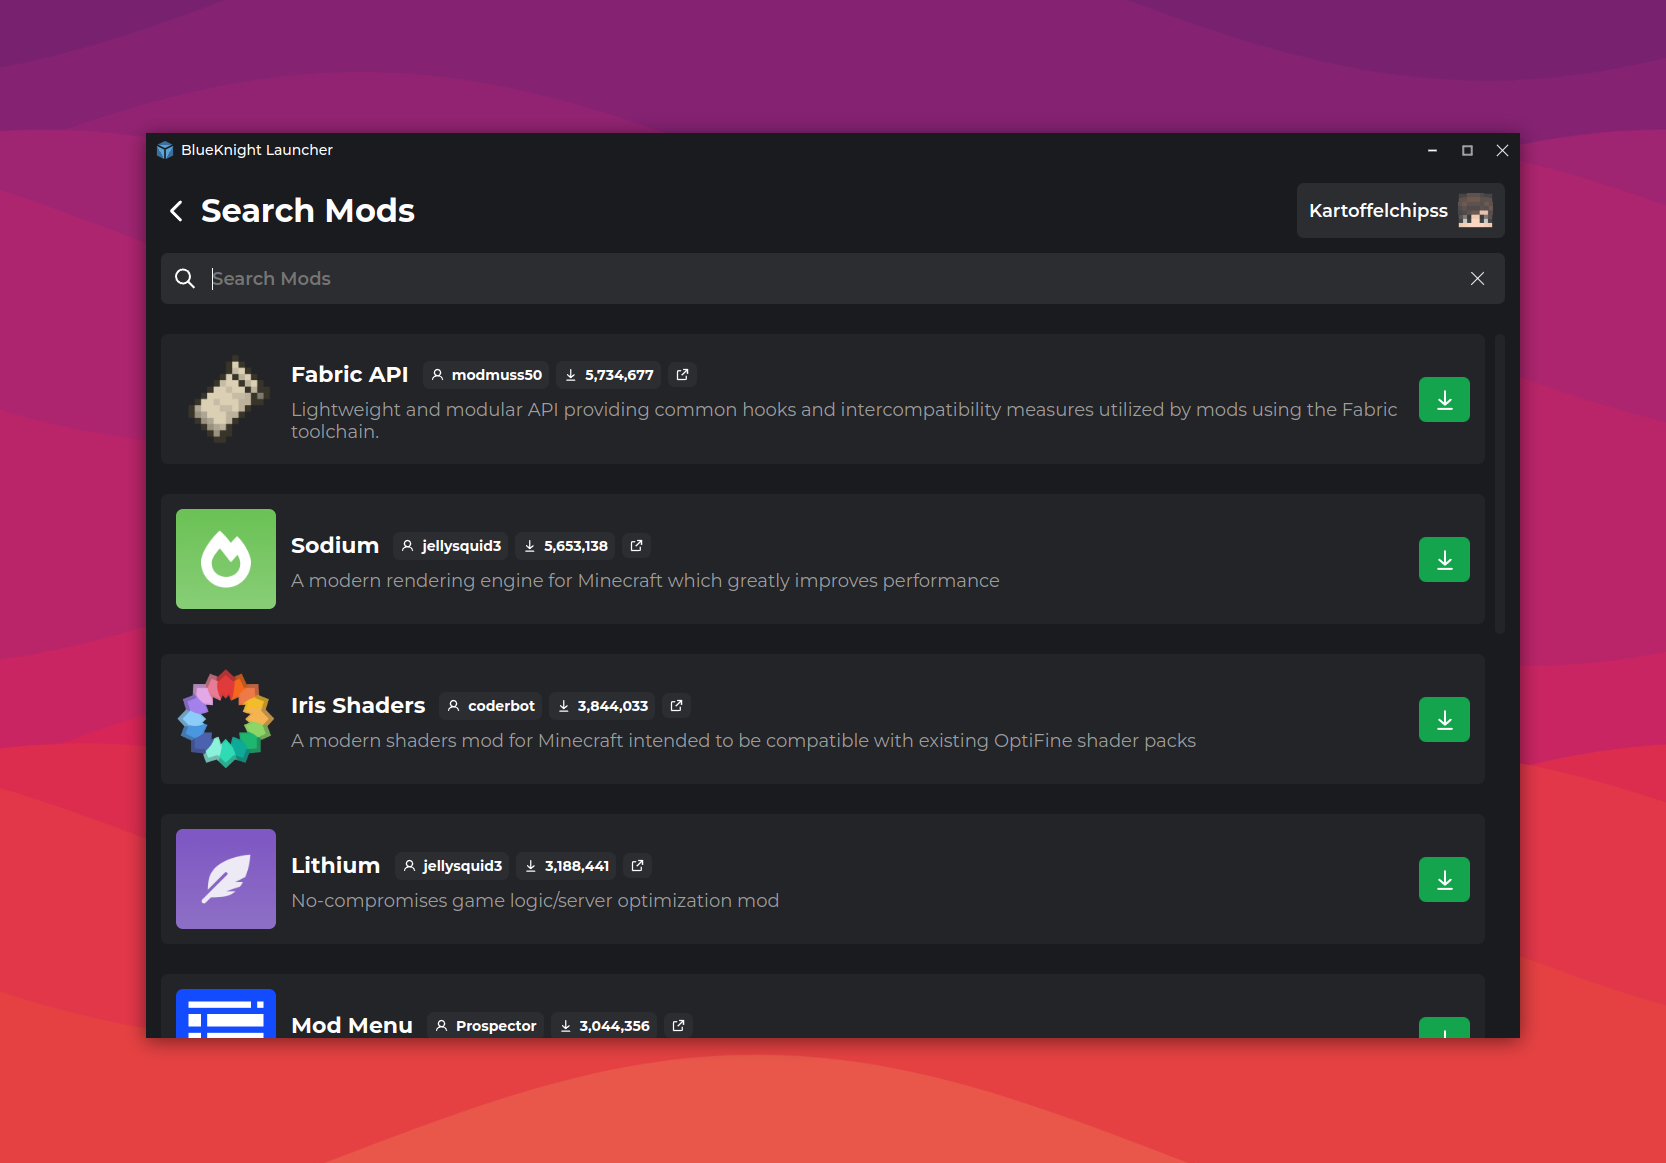 BlueKnight Launcher
Search Mods
Kartoffelchipss
Search Mods
Fabric API modmuss50 5,734,677
Lightweight and modular API providing common hooks and intercompatibility measures utilized by mods using the Fabric
toolchain.
Sodium jellysquid3 5,653,138
A modern rendering engine for Minecraft which greatly improves performance
Iris Shaders coderbot 3,844,033
A modern shaders mod for Minecraft intended to be compatible with existing OptiFine shader packs
Lithium jellysquid3 3,188,441
No-compromises game logic/server optimization mod
Mod Menu Prospector 3,044,356